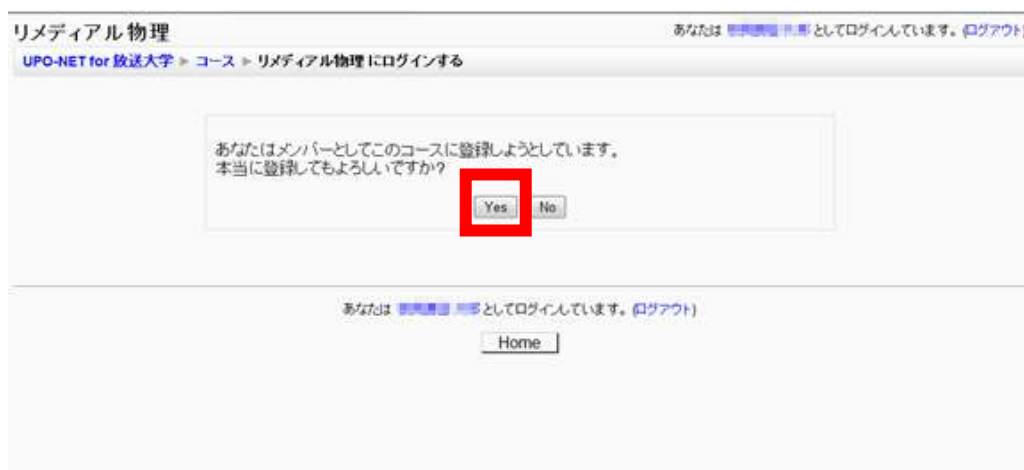 リメディアル物理
あなたは としてログインしています。(ログアウト)
UPO-NET for 放送大学 ► コース ► リメディアル物理 にログインする
あなたはメンバーとしてこのコースに登録しようとしています。
本当に登録してもよろしいですか?
Yes No
あなたは としてログインしています。(ログアウト)
Home